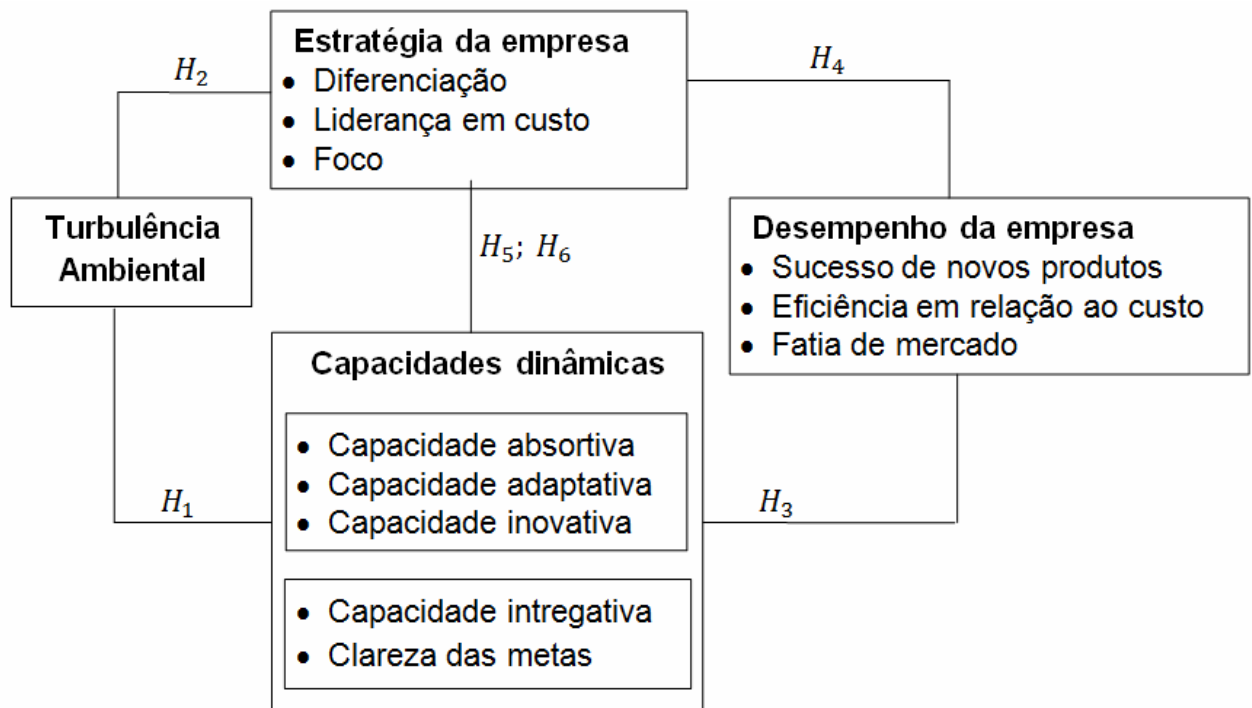 Estratégia da empresa
• Diferenciação
• Liderança em custo
• Foco
H₂
H₄
Turbulência
Ambiental
H₅; H₆
Desempenho da empresa
• Sucesso de novos produtos
• Eficiência em relação ao custo
• Fatia de mercado
Capacidades dinâmicas
• Capacidade absortiva
• Capacidade adaptativa
• Capacidade inovativa
H₁
H₃
• Capacidade intregativa
• Clareza das metas